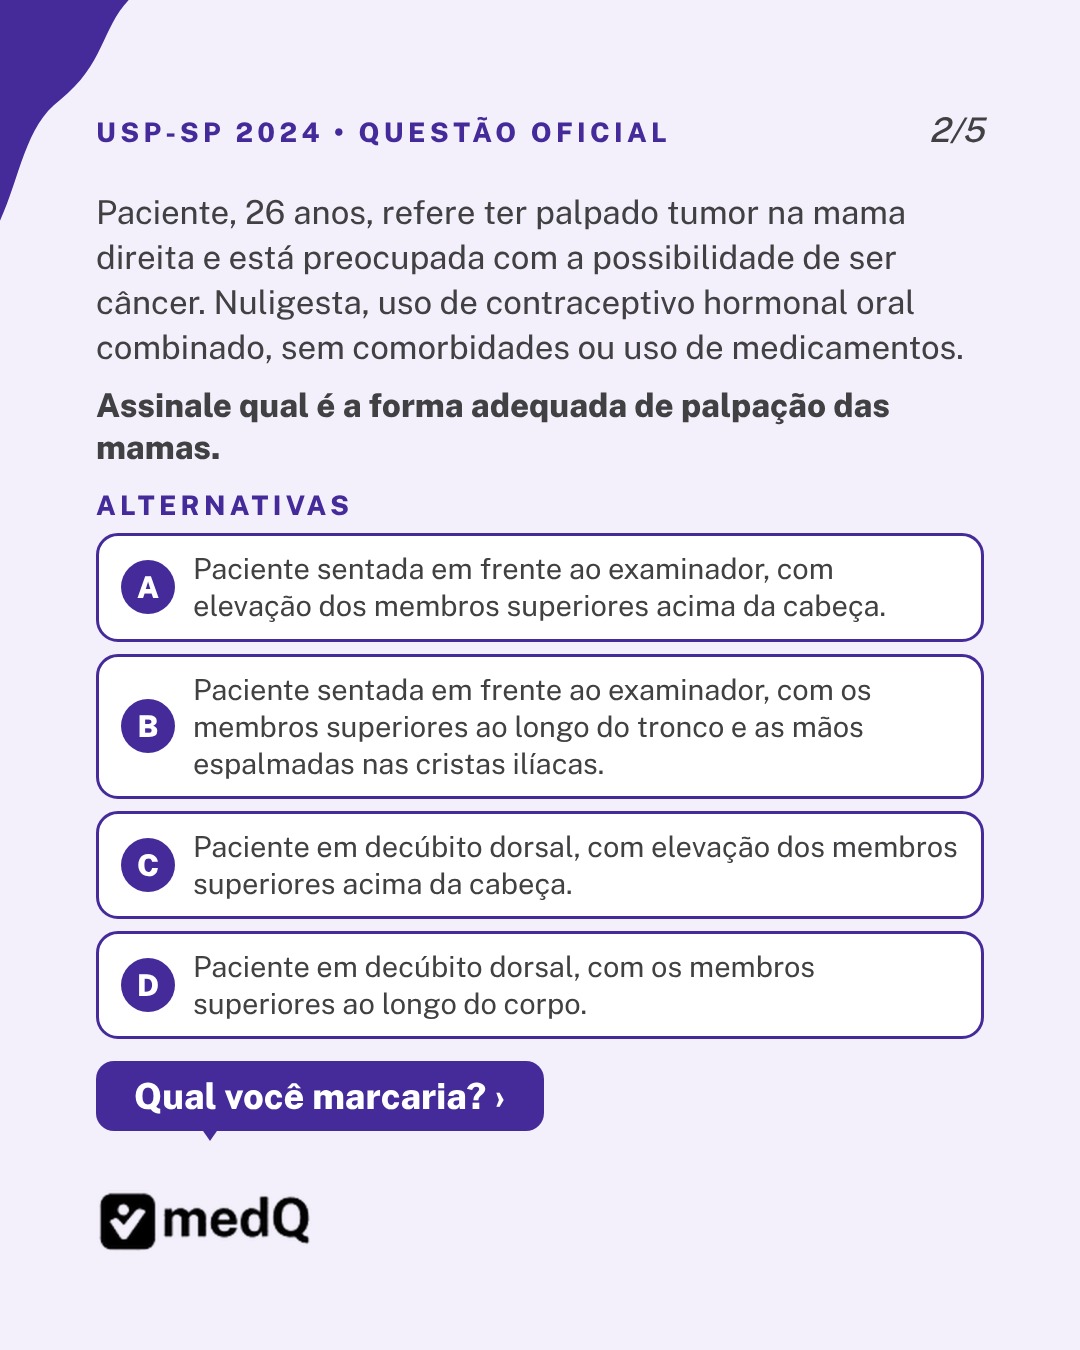 USP-SP 2024 • QUESTÃO OFICIAL
2/5
Paciente, 26 anos, refere ter palpado tumor na mama
direita e está preocupada com a possibilidade de ser
câncer. Nuligesta, uso de contraceptivo hormonal oral
combinado, sem comorbidades ou uso de medicamentos.
Assinale qual é a forma adequada de palpação das
mamas.
ALTERNATIVAS
A
Paciente sentada em frente ao examinador, com
elevação dos membros superiores acima da cabeça.
B
Paciente sentada em frente ao examinador, com os
membros superiores ao longo do tronco e as mãos
espalmadas nas cristas ilíacas.
C
Paciente em decúbito dorsal, com elevação dos membros
superiores acima da cabeça.
D
Paciente em decúbito dorsal, com os membros
superiores ao longo do corpo.
Qual você marcaria? ›
medQ